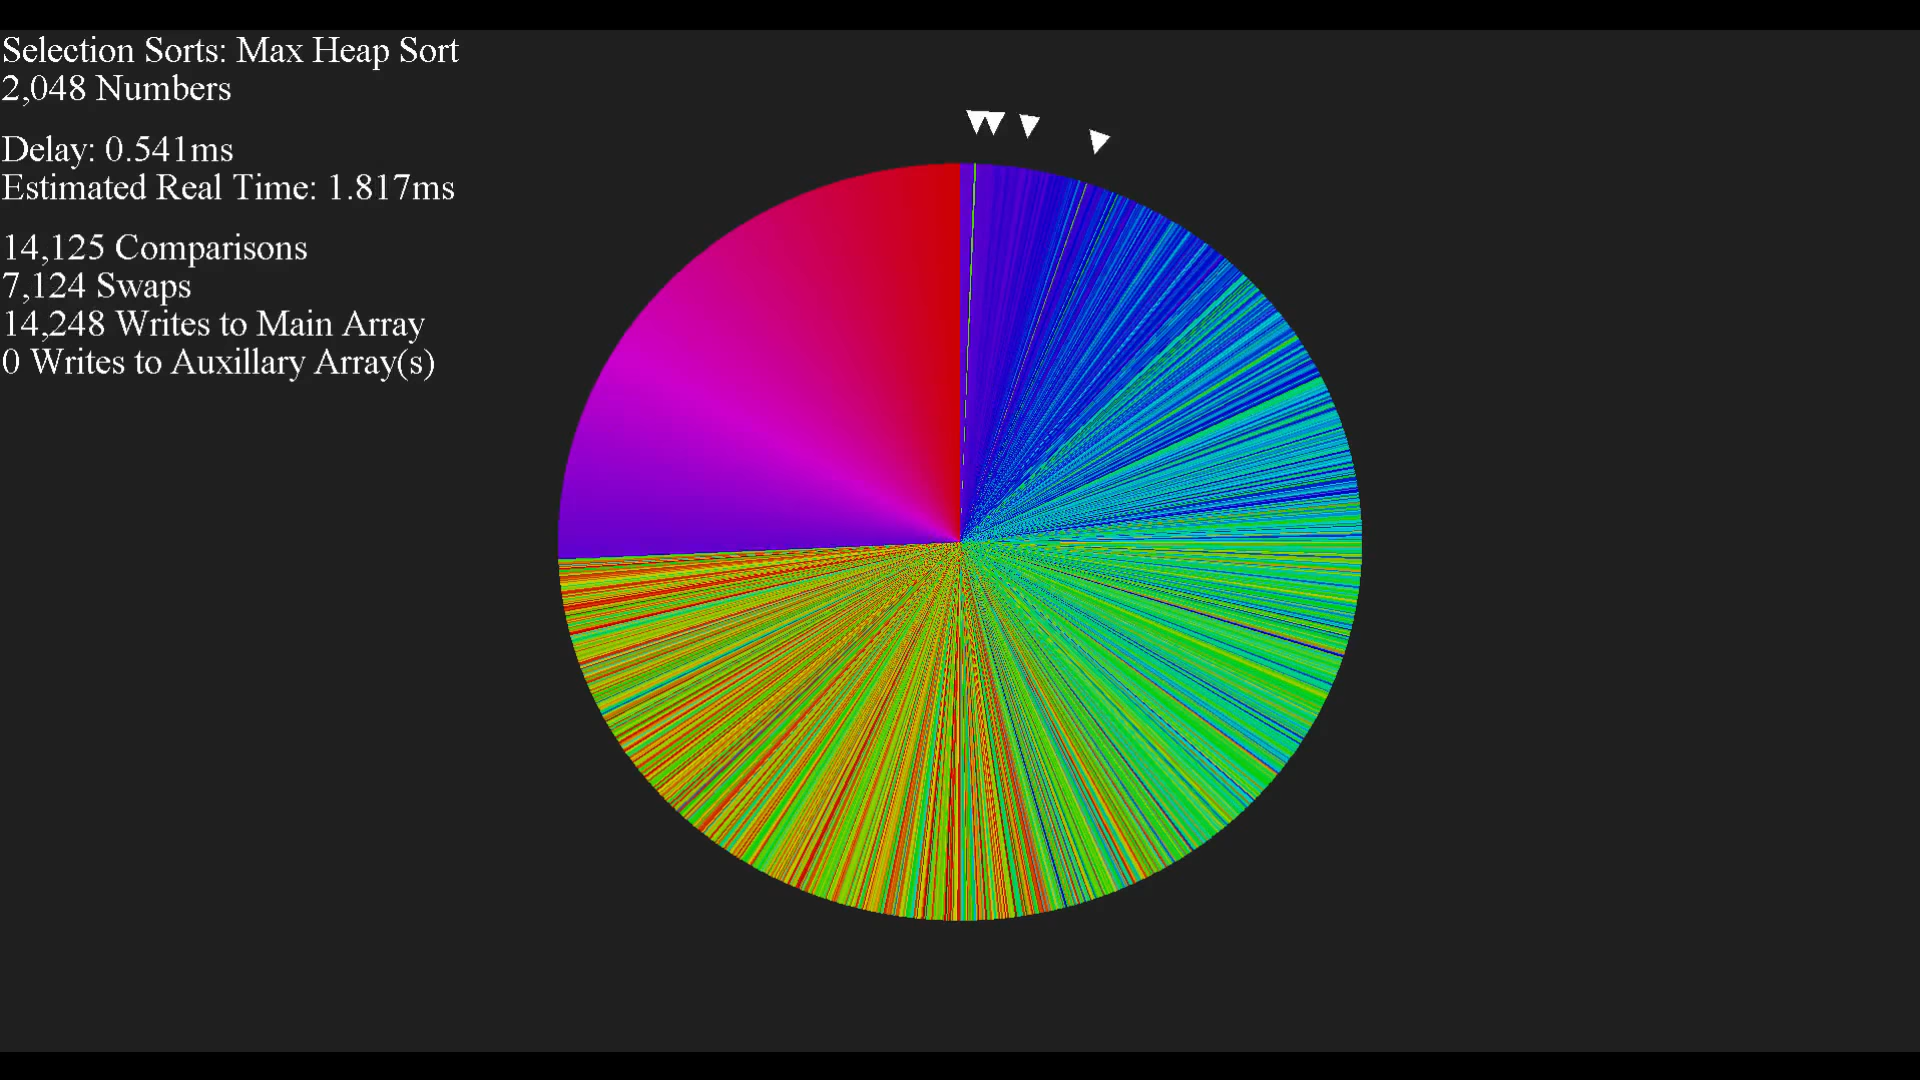 Selection Sorts: Max Heap Sort
2,048 Numbers
Delay: 0.541ms
Estimated Real Time: 1.817ms
14,125 Comparisons
7,124 Swaps
14,248 Writes to Main Array
0 Writes to Auxillary Array(s)